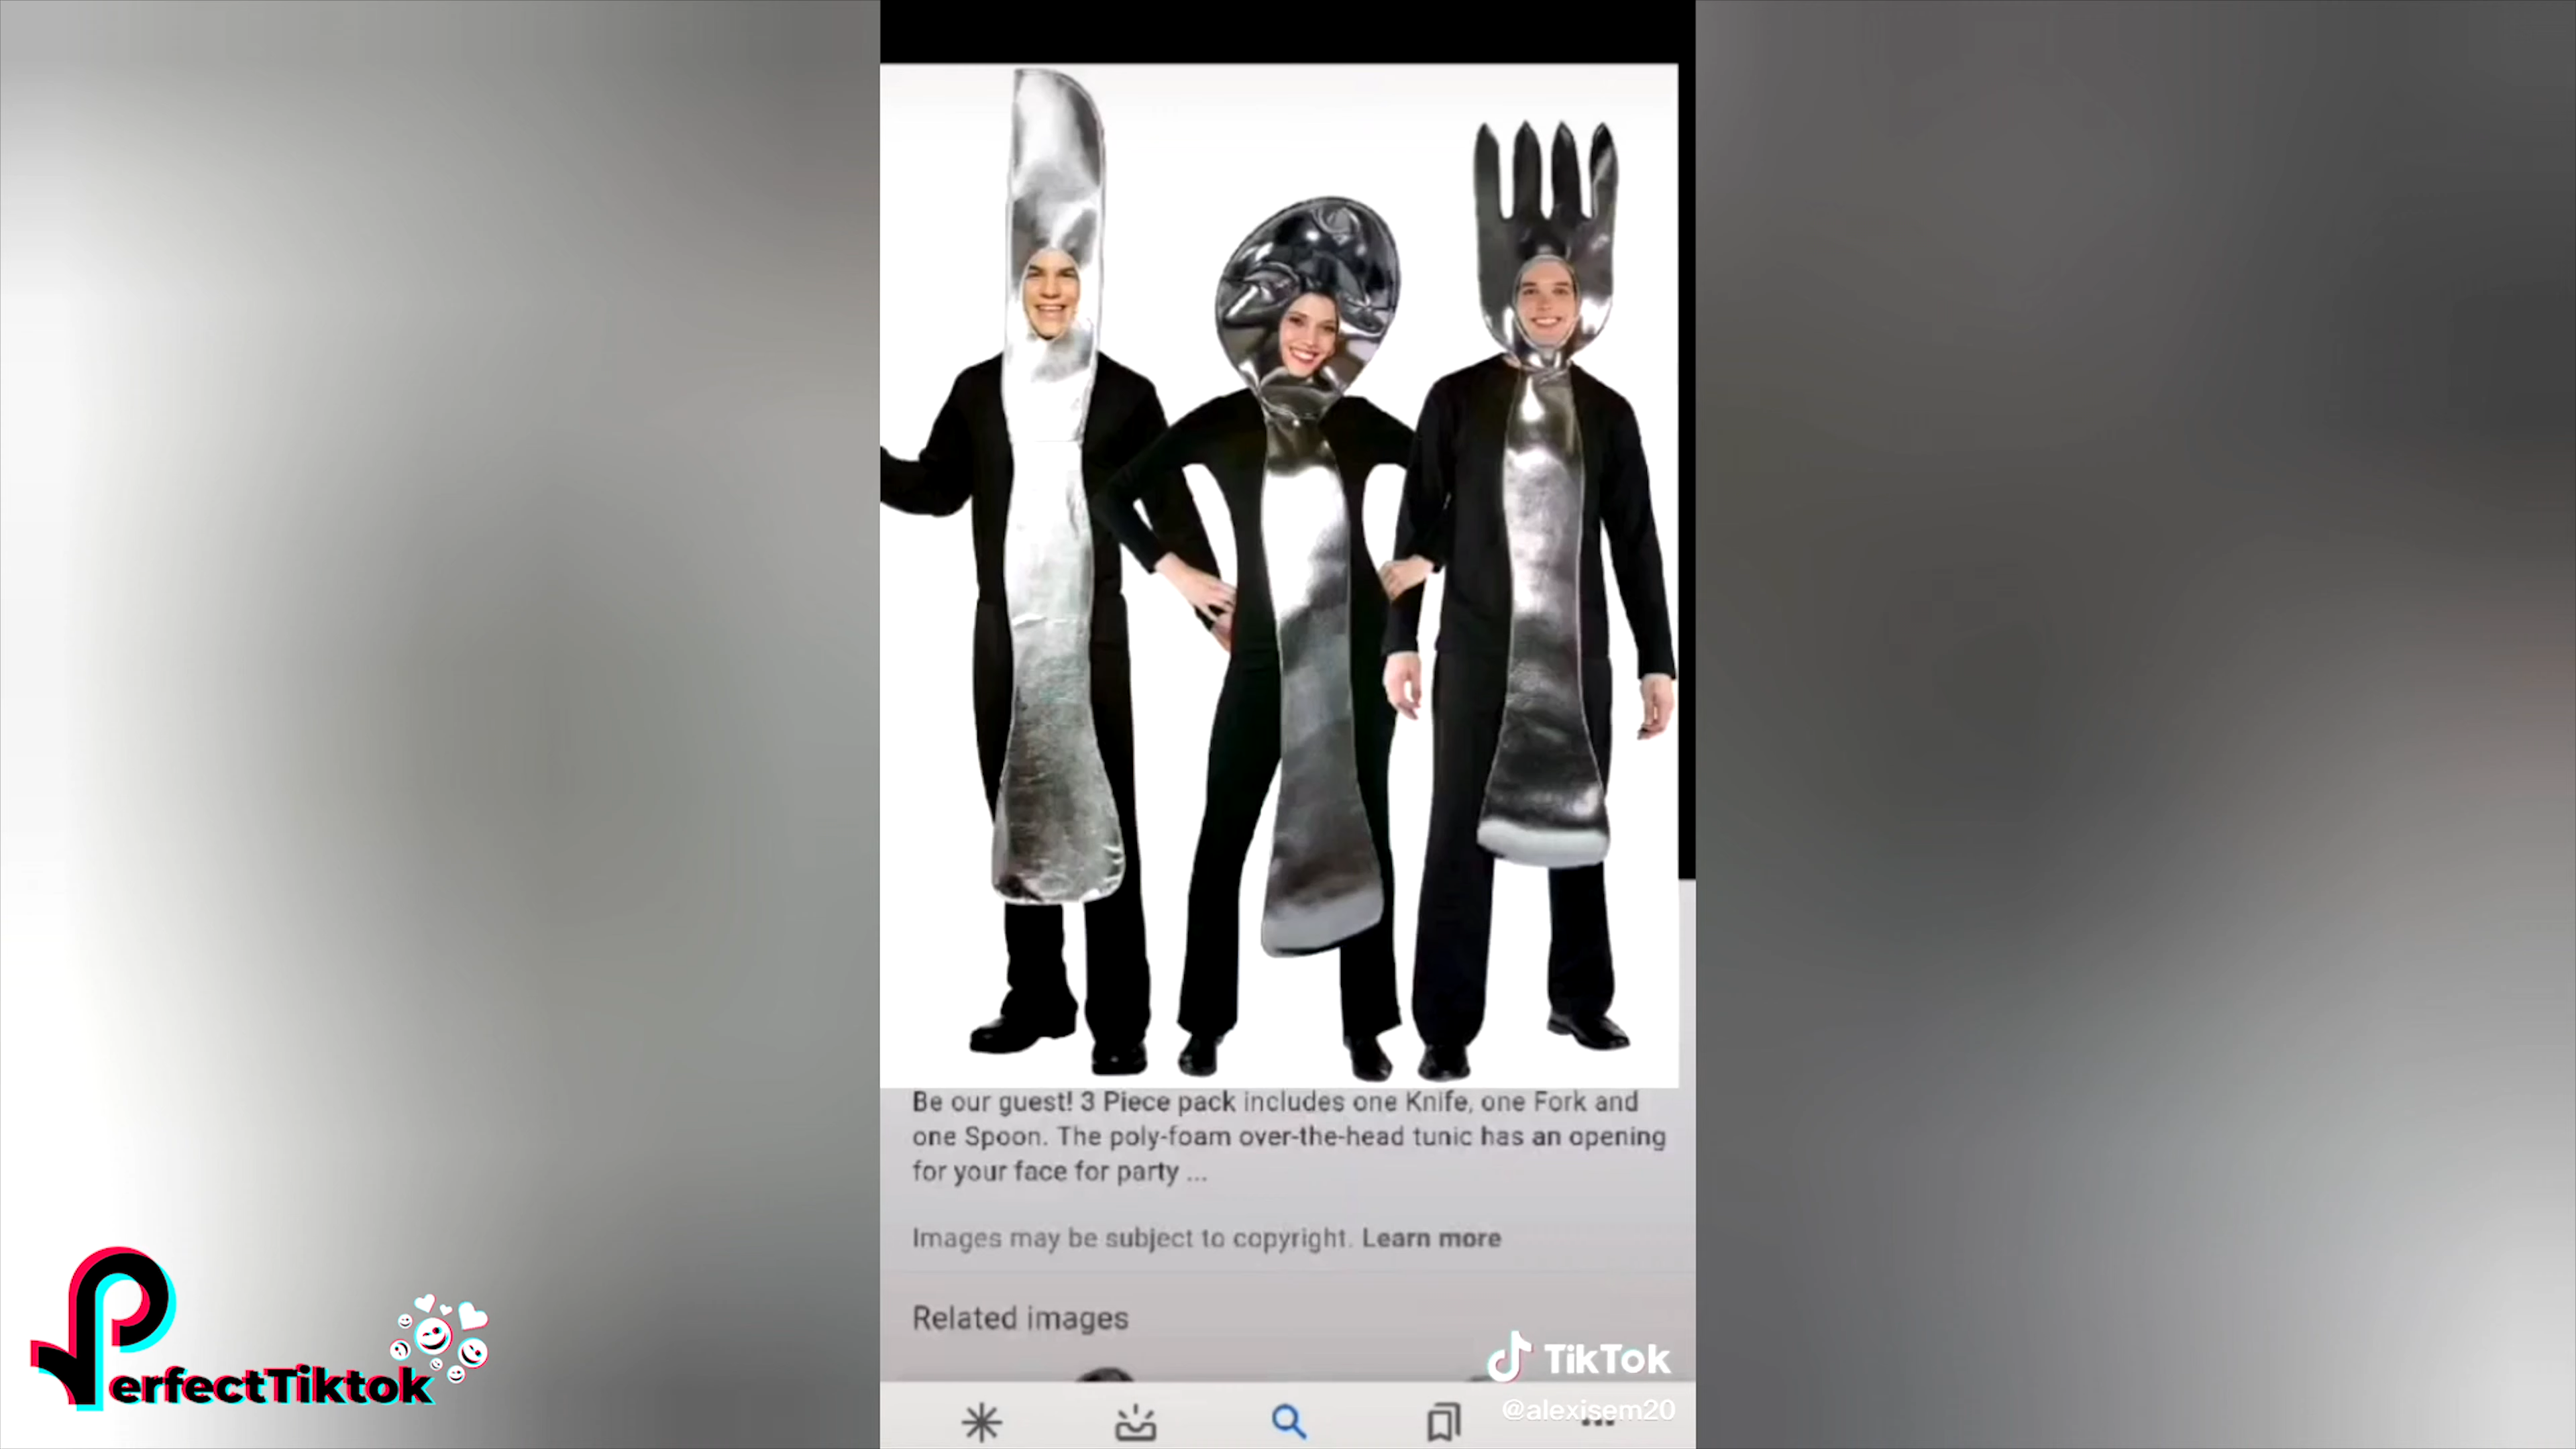 Be our guest! 3 Piece pack includes one Knife, one Fork and
one Spoon. The poly-foam over-the-head tunic has an opening
for your face for party ...
Images may be subject to copyright. Learn more
Related images
TikTok
@alexisem20
PerfectTiktok